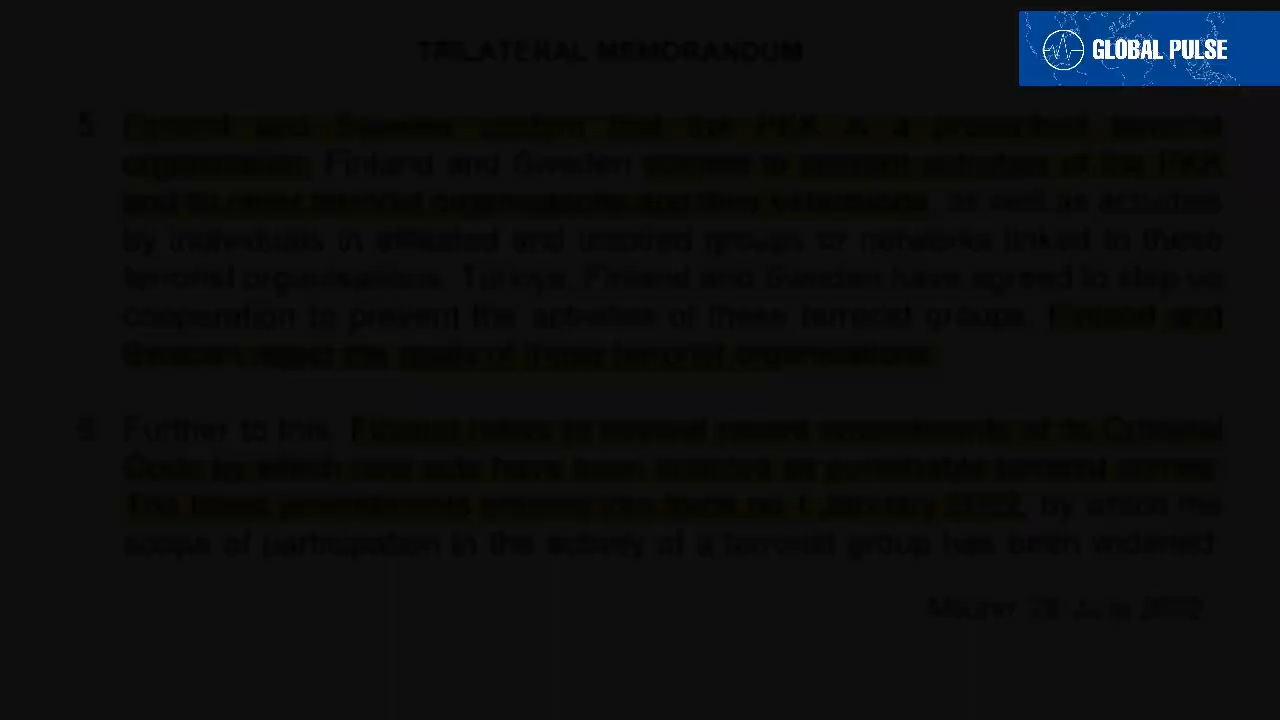 GLOBAL PULSE
TRILATERAL MEMORANDUM
5. Finland and Sweden confirm that the PKK is a proscribed terrorist
organisation. Finland and Sweden commit to prevent activities of the PKK
and all other terrorist organisations and their extensions, as well as activities
by individuals in affiliated and inspired groups or networks linked to these
terrorist organisations. Türkiye, Finland and Sweden have agreed to step up
cooperation to prevent the activities of these terrorist groups. Finland and
Sweden reject the goals of these terrorist organisations.
6. Further to this, Finland refers to several recent amendments of its Criminal
Code by which new acts have been enacted as punishable terrorist crimes.
The latest amendments entered into force on 1 January 2022, by which the
scope of participation in the activity of a terrorist group has been widened.
Madrid, 28 June 2022